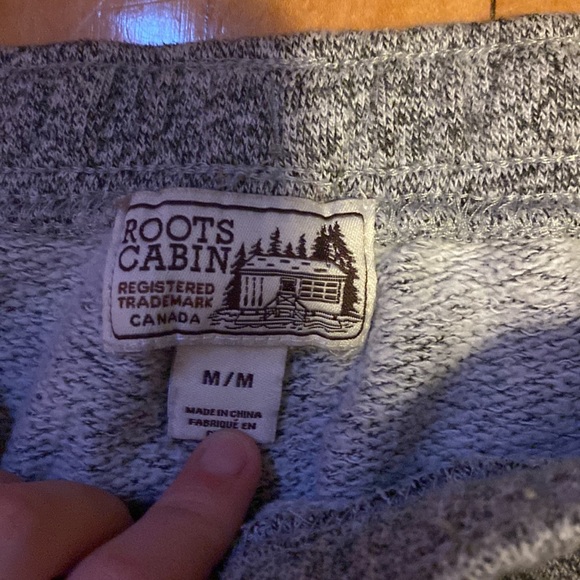 ROOTS
CABIN
REGISTERED
TRADEMARK
CANADA
M/M
MADE IN CHINA
FABRIQUÉ EN